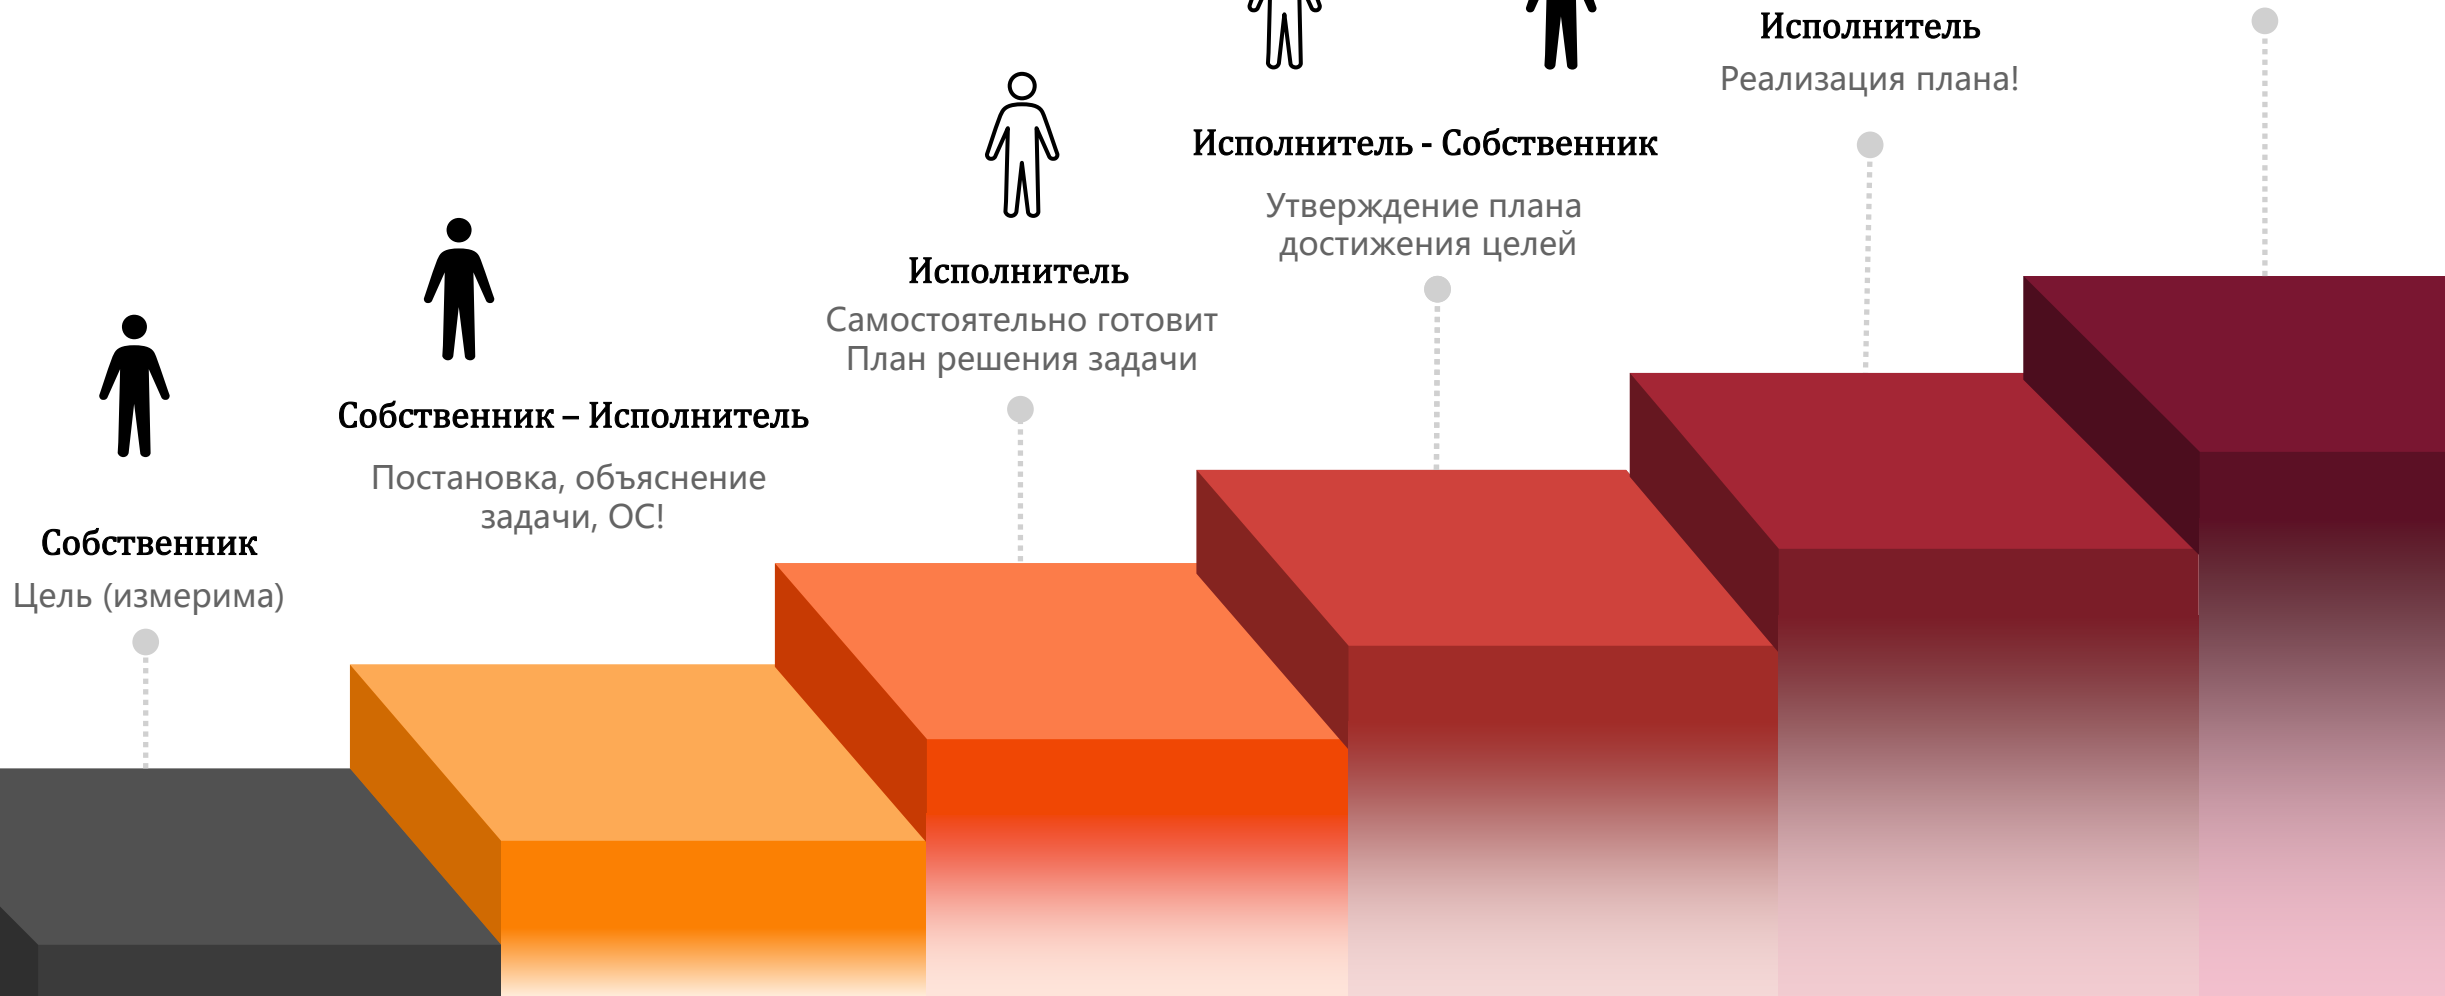 Собственник
Цель (измерима)
Собственник – Исполнитель
Постановка, объяснение
задачи, ОС!
Исполнитель
Самостоятельно готовит
План решения задачи
Исполнитель - Собственник
Утверждение плана
достижения целей
Исполнитель
Реализация плана!